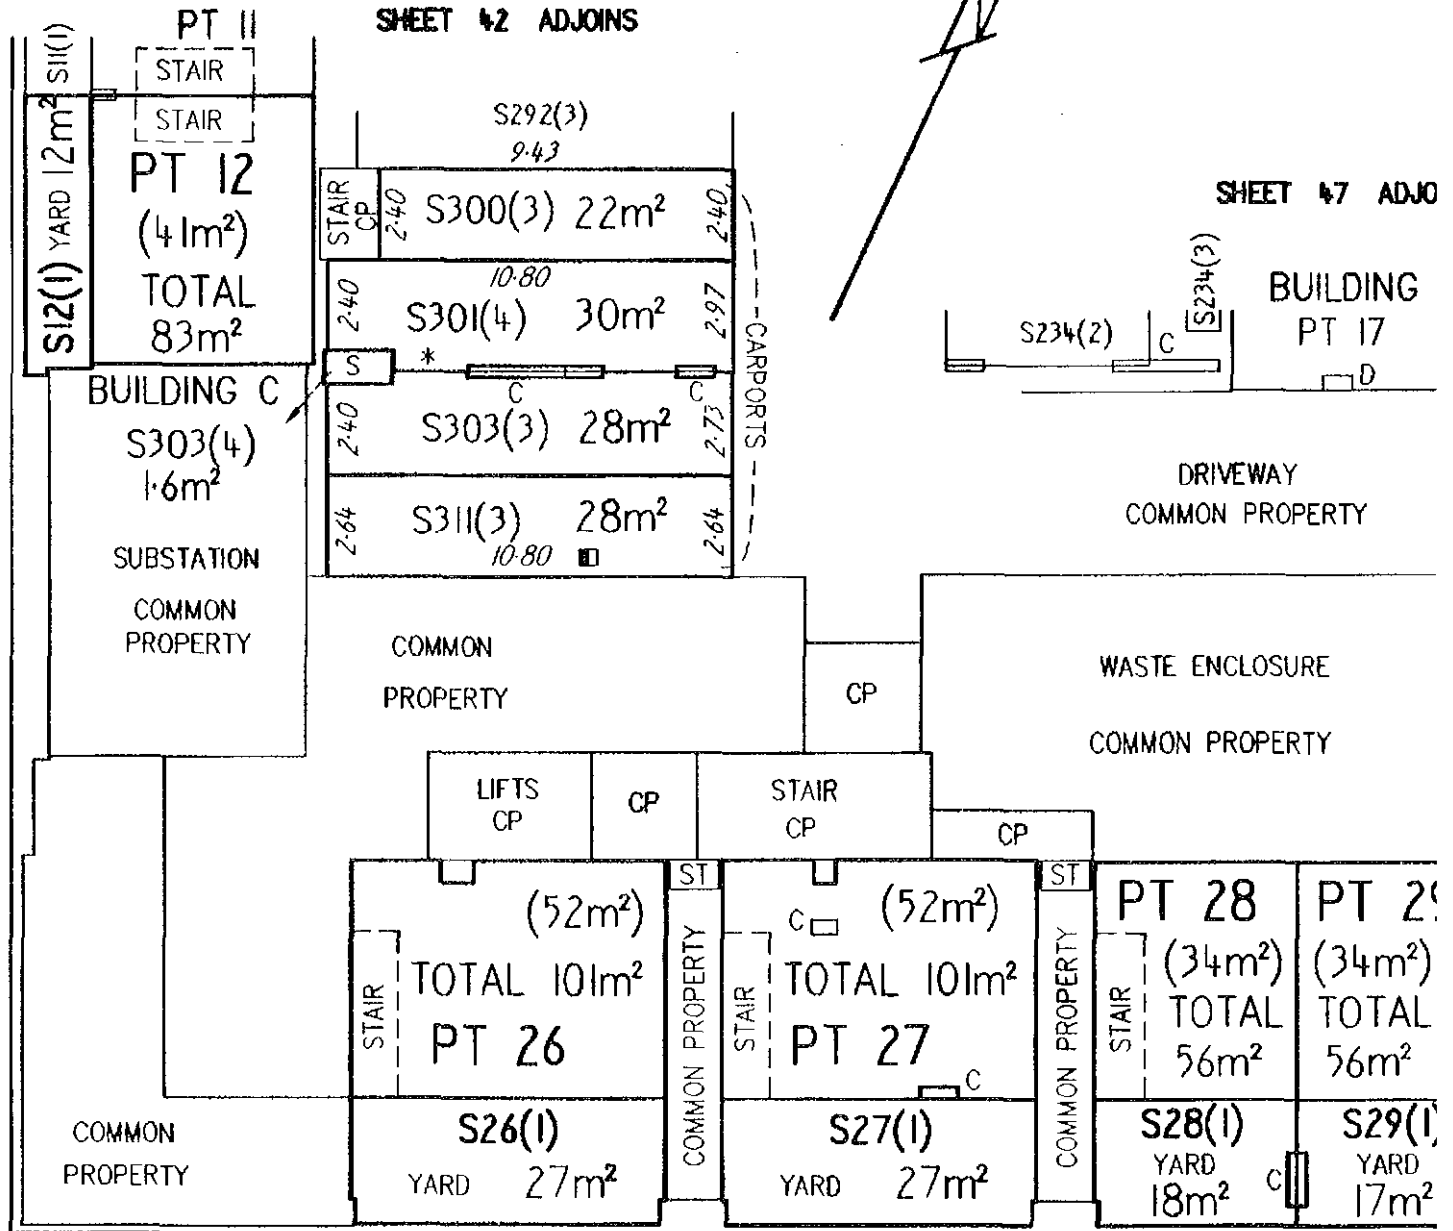 PT 11
SHEET 42 ADJOINS
S11(1)
STAIR
STAIR
S12(1) YARD 12m²
PT 12
(41m²)
TOTAL
83m²
S292(3)
9·43
STAIR
CP
2·40
S300(3) 22m²
2·40
10·80
2·40
S301(4) 30m²
2·97
S
*
C
C
2·40
S303(3) 28m²
2·73
2·64
S311(3) 28m²
10·80
2·64
CARPORTS
SHEET 47 ADJO
S234(3)
S234(2)
C
BUILDING
PT 17
D
BUILDING C
S303(4)
1·6m²
SUBSTATION
COMMON
PROPERTY
DRIVEWAY
COMMON PROPERTY
COMMON
PROPERTY
CP
WASTE ENCLOSURE
COMMON PROPERTY
LIFTS
CP
CP
STAIR
CP
CP
ST
ST
(52m²)
TOTAL 101m²
PT 26
STAIR
COMMON PROPERTY
C
(52m²)
TOTAL 101m²
PT 27
STAIR
C
COMMON PROPERTY
PT 28
(34m²)
TOTAL
56m²
STAIR
PT 29
(34m²)
TOTAL
56m²
COMMON
PROPERTY
S26(1)
YARD 27m²
S27(1)
YARD 27m²
S28(1)
YARD
18m²
C
S29(1)
YARD
17m²